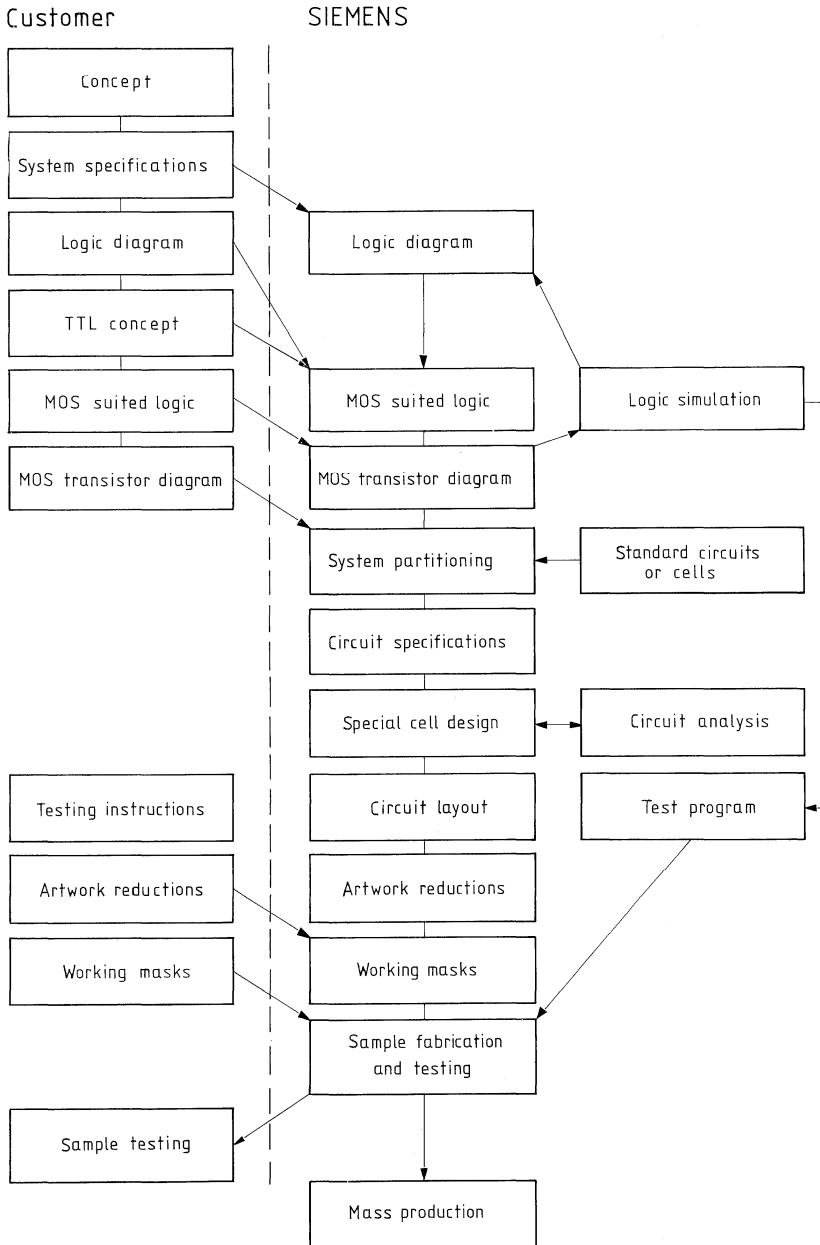 Customer
SIEMENS
Concept
System specifications
Logic diagram
Logic diagram
TTL concept
MOS suited logic
MOS suited logic
Logic simulation
MOS transistor diagram
MOS transistor diagram
System partitioning
Standard circuits
or cells
Circuit specifications
Special cell design
Circuit analysis
Testing instructions
Circuit layout
Test program
Artwork reductions
Artwork reductions
Working masks
Working masks
Sample fabrication
and testing
Sample testing
Mass production